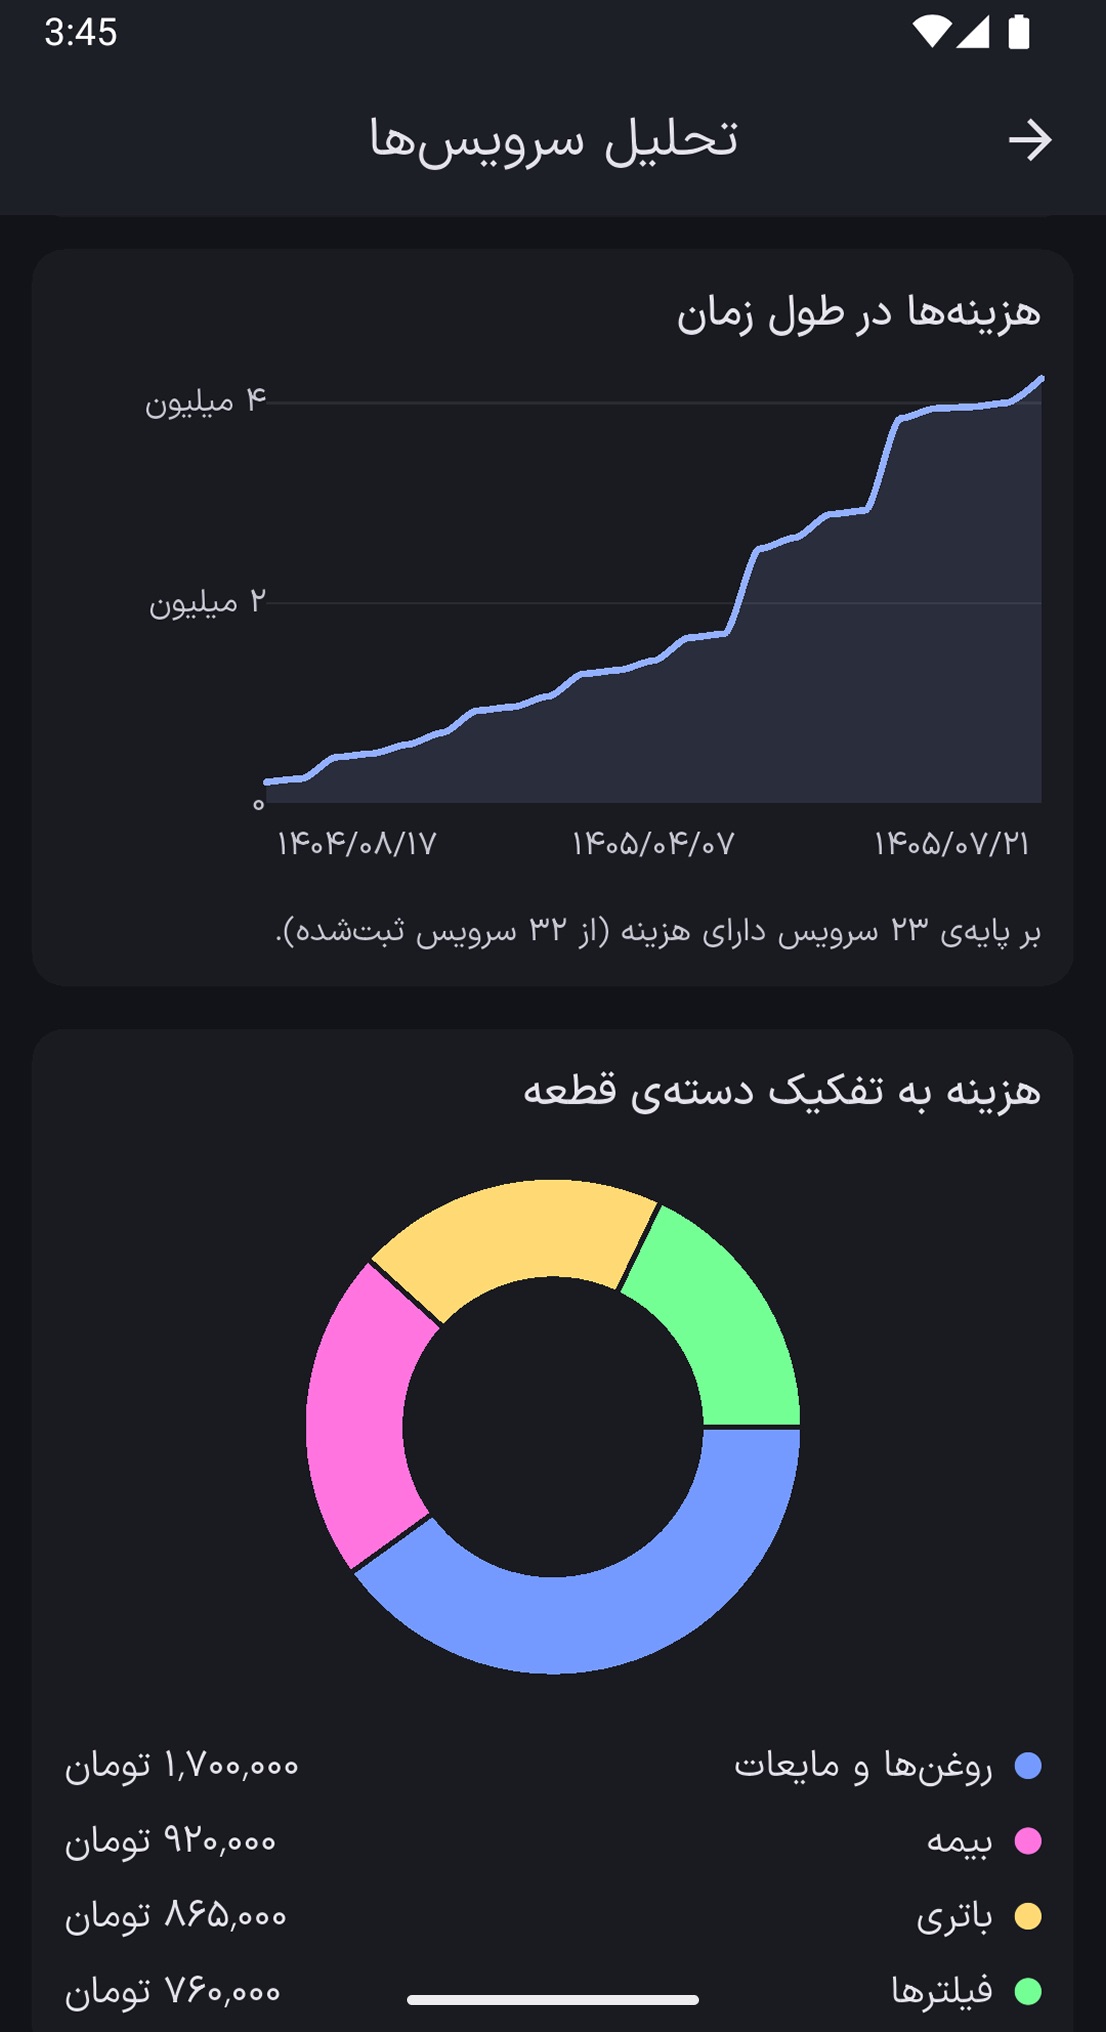 3:45
تحلیل سرویس‌ها
هزینه‌ها در طول زمان
۴ میلیون
۲ میلیون
۰
۱۴۰۴/۰۸/۱۷
۱۴۰۵/۰۴/۰۷
۱۴۰۵/۰۷/۲۱
بر پایه‌ی ۲۳ سرویس دارای هزینه (از ۳۲ سرویس ثبت‌شده).
هزینه به تفکیک دسته‌ی قطعه
روغن‌ها و مایعات ۱,۷۰۰,۰۰۰ تومان
بیمه ۹۲۰,۰۰۰ تومان
باتری ۸۶۵,۰۰۰ تومان
فیلترها ۷۶۰,۰۰۰ تومان